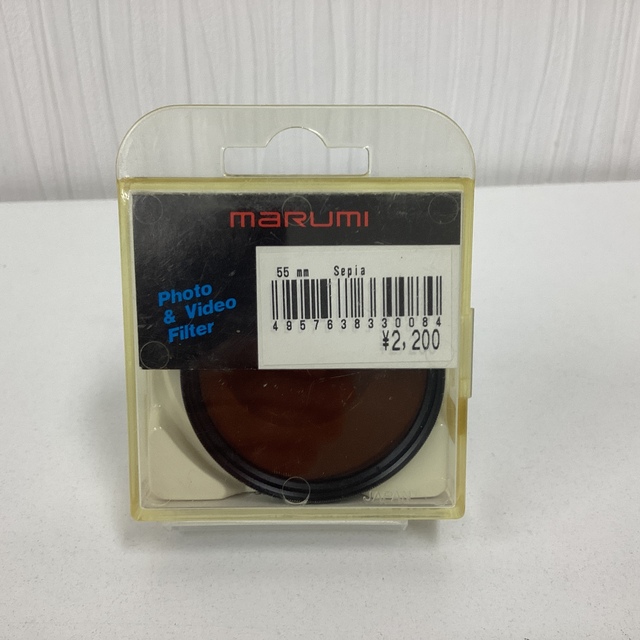 marumi
Photo
& Video
Filter
55 mm Sepia
4957638330084
¥2,200